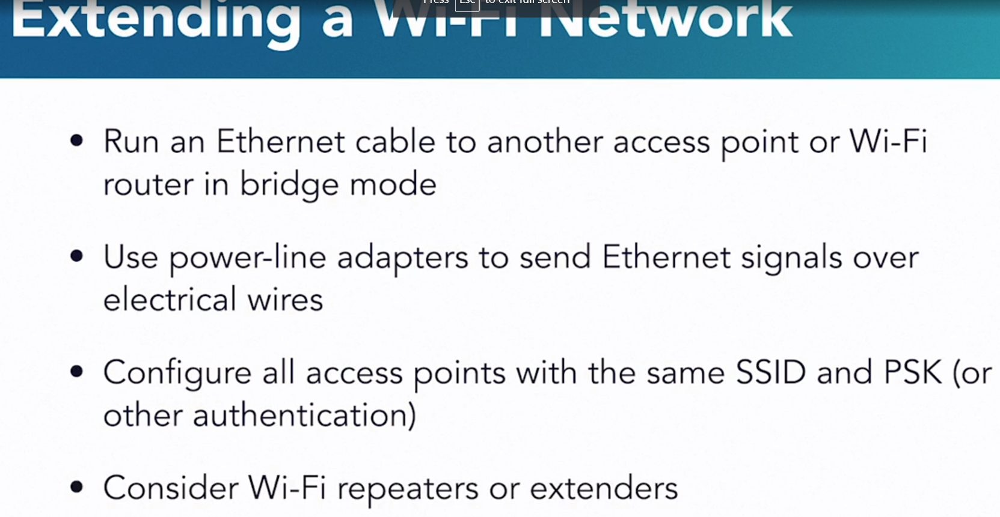 Press Esc to exit full screen
Extending a Wi-Fi Network
• Run an Ethernet cable to another access point or Wi-Fi
router in bridge mode
• Use power-line adapters to send Ethernet signals over
electrical wires
• Configure all access points with the same SSID and PSK (or
other authentication)
• Consider Wi-Fi repeaters or extenders